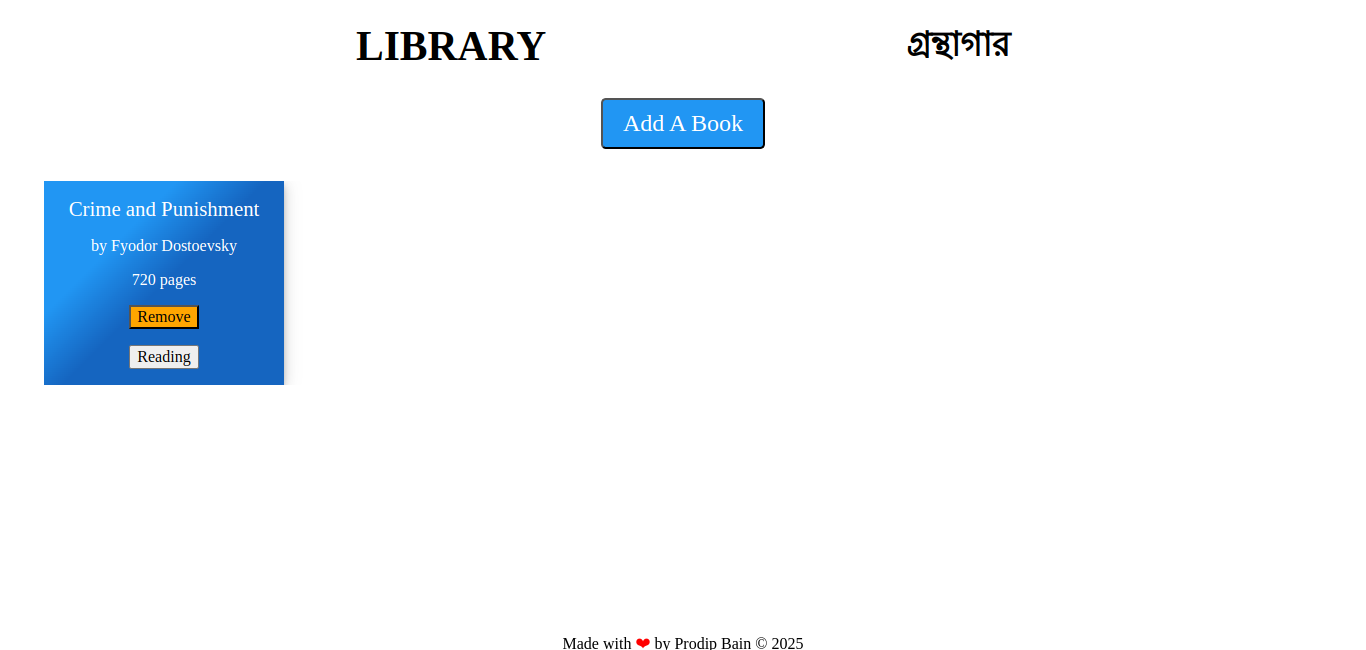 LIBRARY
গ্রন্থাগার
Add A Book
Crime and Punishment
by Fyodor Dostoevsky
720 pages
Remove
Reading
Made with ❤ by Prodip Bain © 2025